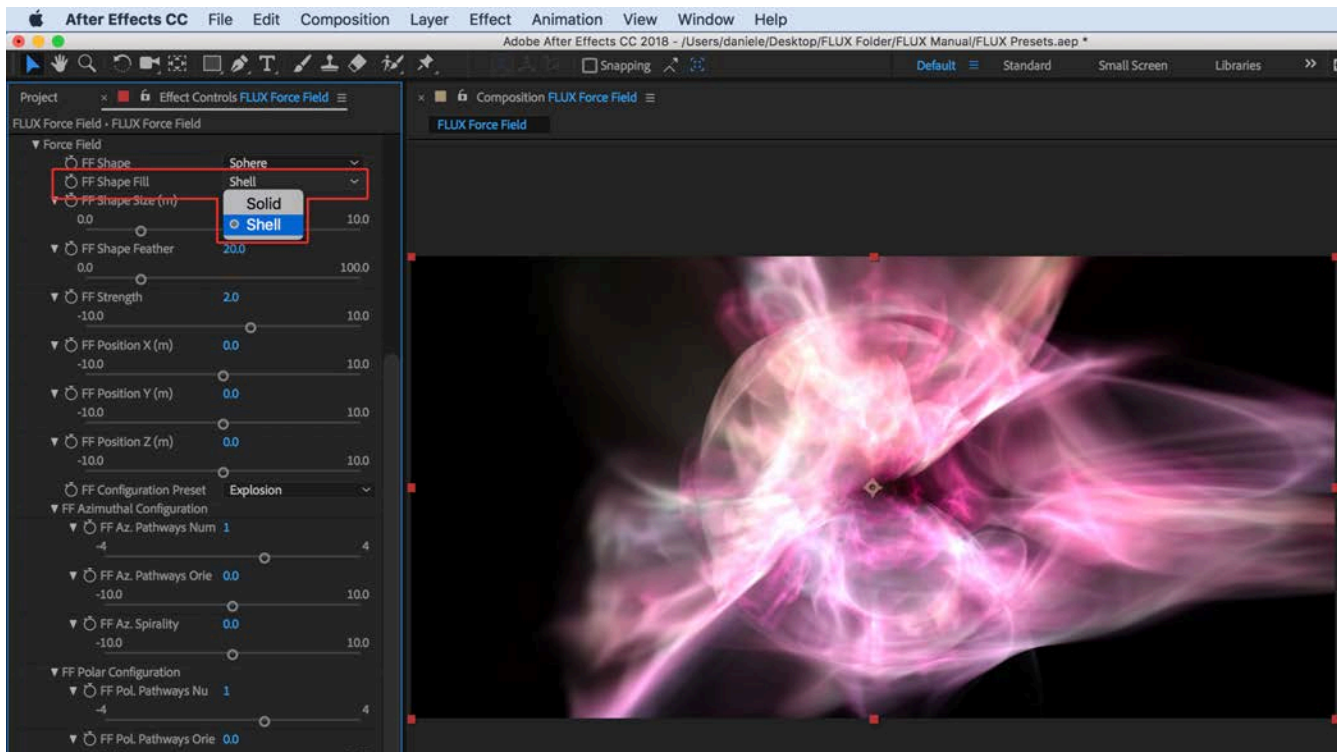 After Effects CC File Edit Composition Layer Effect Animation View Window Help
Adobe After Effects CC 2018 - /Users/daniele/Desktop/FLUX Folder/FLUX Manual/FLUX Presets.aep *
Snapping Default Standard Small Screen Libraries
Project Effect Controls FLUX Force Field Composition FLUX Force Field
FLUX Force Field • FLUX Force Field
FLUX Force Field
Force Field
FF Shape Sphere
FF Shape Fill Shell
FF Shape Size (m)
Solid
Shell
0.0 10.0
FF Shape Feather 20.0
0.0 100.0
FF Strength 2.0
-10.0 10.0
FF Position X (m) 0.0
-10.0 10.0
FF Position Y (m) 0.0
-10.0 10.0
FF Position Z (m) 0.0
-10.0 10.0
FF Configuration Preset Explosion
FF Azimuthal Configuration
FF Az. Pathways Num 1
-4 4
FF Az. Pathways Orie 0.0
-10.0 10.0
FF Az. Spirality 0.0
-10.0 10.0
FF Polar Configuration
FF Pol. Pathways Nu 1
-4 4
FF Pol. Pathways Orie 0.0